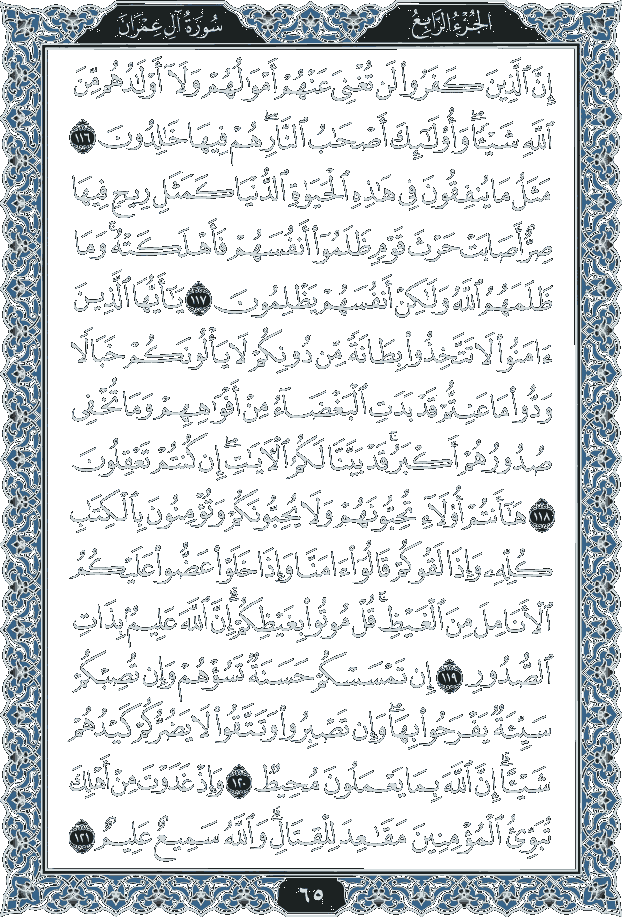 الجزء الرابع
سورة آل عمران
إِنَّ ٱلَّذِينَ كَفَرُوا۟ لَن تُغْنِىَ عَنْهُمْ أَمْوَٰلُهُمْ وَلَآ أَوْلَـٰدُهُم مِّنَ
ٱللَّهِ شَيْـًٔا ۖ وَأُو۟لَـٰٓئِكَ أَصْحَـٰبُ ٱلنَّارِ ۚ هُمْ فِيهَا خَـٰلِدُونَ ١١٦
مَثَلُ مَا يُنفِقُونَ فِى هَـٰذِهِ ٱلْحَيَوٰةِ ٱلدُّنْيَا كَمَثَلِ رِيحٍ فِيهَا
صِرٌّ أَصَابَتْ حَرْثَ قَوْمٍ ظَلَمُوٓا۟ أَنفُسَهُمْ فَأَهْلَكَتْهُ ۚ وَمَا
ظَلَمَهُمُ ٱللَّهُ وَلَـٰكِنْ أَنفُسَهُمْ يَظْلِمُونَ ١١٧ يَـٰٓأَيُّهَا ٱلَّذِينَ
ءَامَنُوا۟ لَا تَتَّخِذُوا۟ بِطَانَةً مِّن دُونِكُمْ لَا يَأْلُونَكُمْ خَبَالًا
وَدُّوا۟ مَا عَنِتُّمْ قَدْ بَدَتِ ٱلْبَغْضَآءُ مِنْ أَفْوَٰهِهِمْ وَمَا تُخْفِى
صُدُورُهُمْ أَكْبَرُ ۚ قَدْ بَيَّنَّا لَكُمُ ٱلْـَٔايَـٰتِ ۖ إِن كُنتُمْ تَعْقِلُونَ
١١٨ هَـٰٓأَنتُمْ أُو۟لَآءِ تُحِبُّونَهُمْ وَلَا يُحِبُّونَكُمْ وَتُؤْمِنُونَ بِٱلْكِتَـٰبِ
كُلِّهِۦ وَإِذَا لَقُوكُمْ قَالُوٓا۟ ءَامَنَّا وَإِذَا خَلَوْا۟ عَضُّوا۟ عَلَيْكُمُ
ٱلْأَنَامِلَ مِنَ ٱلْغَيْظِ ۚ قُلْ مُوتُوا۟ بِغَيْظِكُمْ ۗ إِنَّ ٱللَّهَ عَلِيمٌۢ بِذَاتِ
ٱلصُّدُورِ ١١٩ إِن تَمْسَسْكُمْ حَسَنَةٌ تَسُؤْهُمْ وَإِن تُصِبْكُمْ
سَيِّئَةٌ يَفْرَحُوا۟ بِهَا ۖ وَإِن تَصْبِرُوا۟ وَتَتَّقُوا۟ لَا يَضُرُّكُمْ كَيْدُهُمْ
شَيْـًٔا ۗ إِنَّ ٱللَّهَ بِمَا يَعْمَلُونَ مُحِيطٌ ١٢٠ وَإِذْ غَدَوْتَ مِنْ أَهْلِكَ
تُبَوِّئُ ٱلْمُؤْمِنِينَ مَقَـٰعِدَ لِلْقِتَالِ ۗ وَٱللَّهُ سَمِيعٌ عَلِيمٌ ١٢١
٦٥